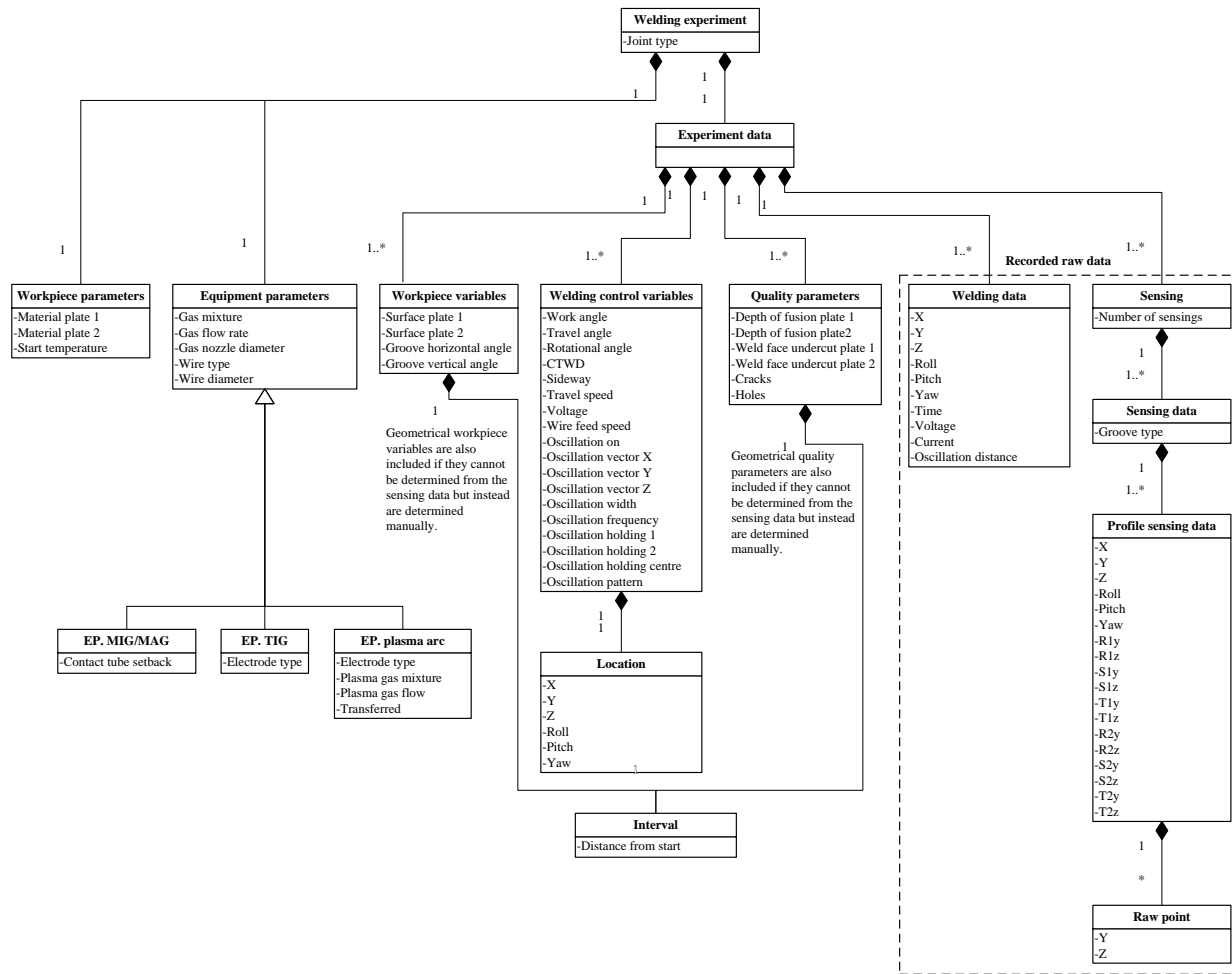 Welding experiment
-Joint type
1
1
1
1
Experiment data
1
1
1
1
1
1
1
1..*
1..*
1..*
1..*
1..*
Recorded raw data
Workpiece parameters
-Material plate 1
-Material plate 2
-Start temperature
Equipment parameters
-Gas mixture
-Gas flow rate
-Gas nozzle diameter
-Wire type
-Wire diameter
Workpiece variables
-Surface plate 1
-Surface plate 2
-Groove horizontal angle
-Groove vertical angle
1
Geometrical workpiece
variables are also
included if they cannot
be determined from the
sensing data but instead
are determined
manually.
Welding control variables
-Work angle
-Travel angle
-Rotational angle
-CTWD
-Sideway
-Travel speed
-Voltage
-Wire feed speed
-Oscillation on
-Oscillation vector X
-Oscillation vector Y
-Oscillation vector Z
-Oscillation width
-Oscillation frequency
-Oscillation holding 1
-Oscillation holding 2
-Oscillation holding centre
-Oscillation pattern
1
1
Quality parameters
-Depth of fusion plate 1
-Depth of fusion plate2
-Weld face undercut plate 1
-Weld face undercut plate 2
-Cracks
-Holes
1
Geometrical quality
parameters are also
included if they cannot
be determined from the
sensing data but instead
are determined
manually.
Welding data
-X
-Y
-Z
-Roll
-Pitch
-Yaw
-Time
-Voltage
-Current
-Oscillation distance
Sensing
-Number of sensings
1
1..*
Sensing data
-Groove type
1
1..*
Profile sensing data
-X
-Y
-Z
-Roll
-Pitch
-Yaw
-R1y
-R1z
-S1y
-S1z
-T1y
-T1z
-R2y
-R2z
-S2y
-S2z
-T2y
-T2z
1
*
Raw point
-Y
-Z
EP. MIG/MAG
-Contact tube setback
EP. TIG
-Electrode type
EP. plasma arc
-Electrode type
-Plasma gas mixture
-Plasma gas flow
-Transferred
Location
-X
-Y
-Z
-Roll
-Pitch
-Yaw
1
Interval
-Distance from start